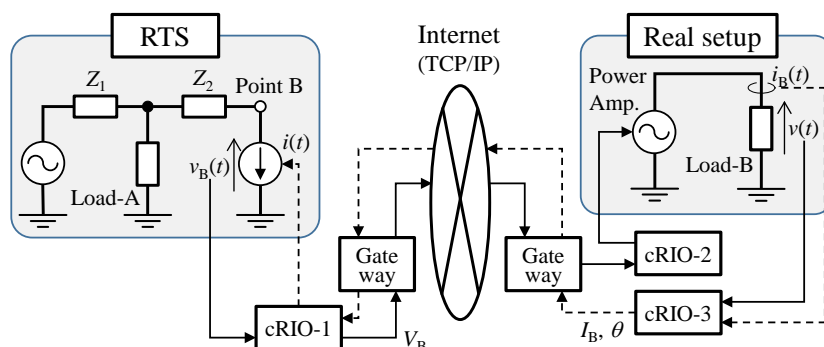 RTS
Internet
(TCP/IP)
Real setup
Z1
Z2
Point B
Power
Amp.
iB(t)
i(t)
vB(t)
v(t)
Load-A
Load-B
Gate
way
Gate
way
cRIO-2
cRIO-1
cRIO-3
VB
IB, θ